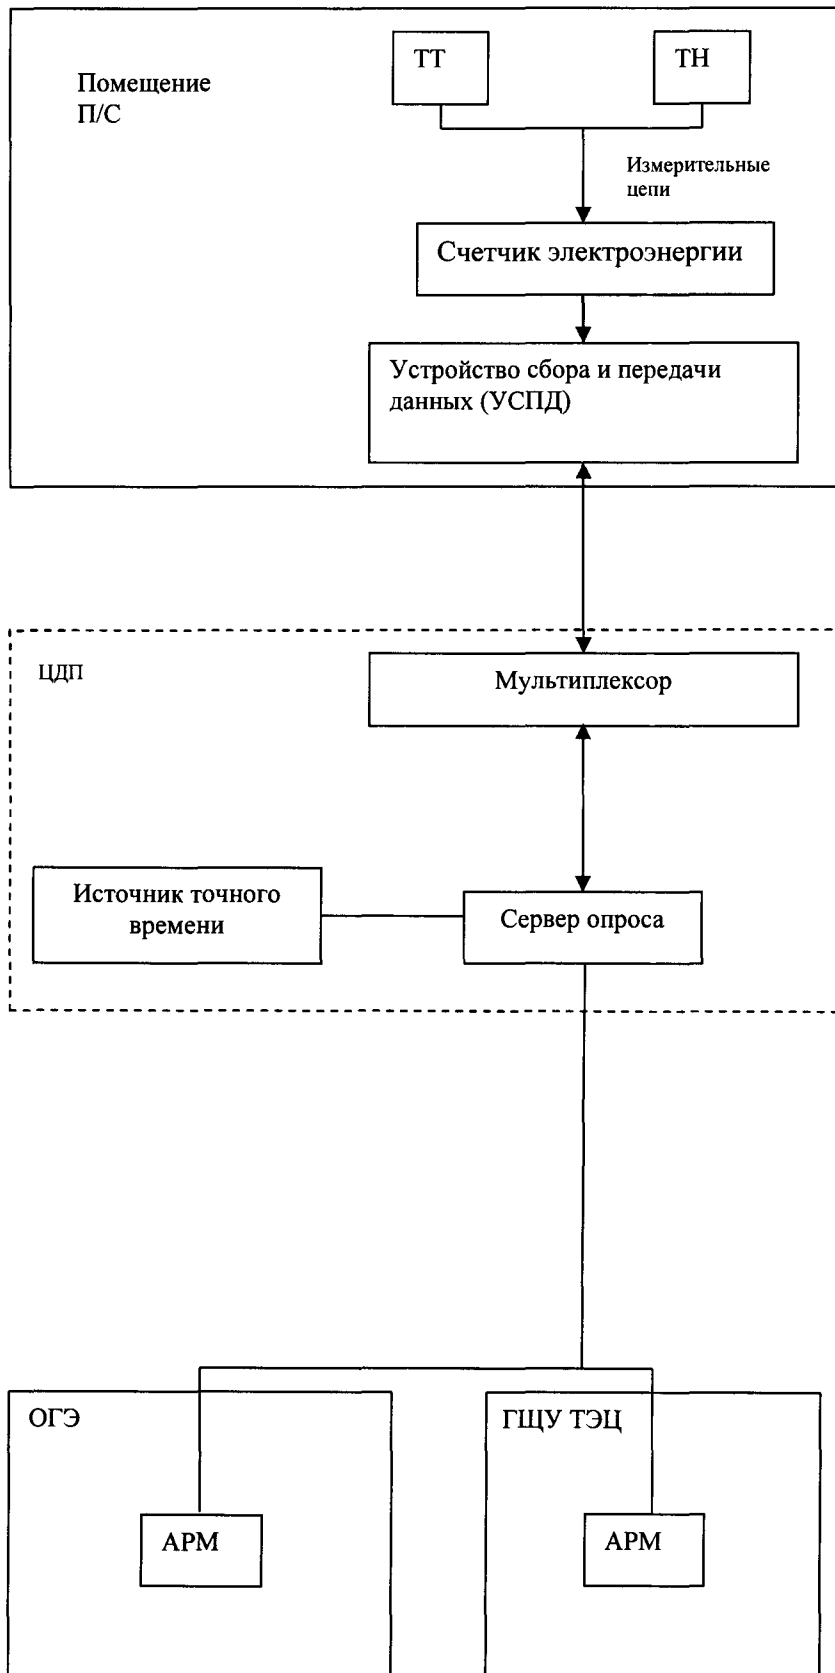 ТТ
ТН
Помещение
П/С
Измерительные
цепи
Счетчик электроэнергии
Устройство сбора и передачи
данных (УСПД)
ЦДП
Мультиплексор
Источник точного
времени
Сервер опроса
ОГЭ
ГЩУ ТЭЦ
АРМ
АРМ